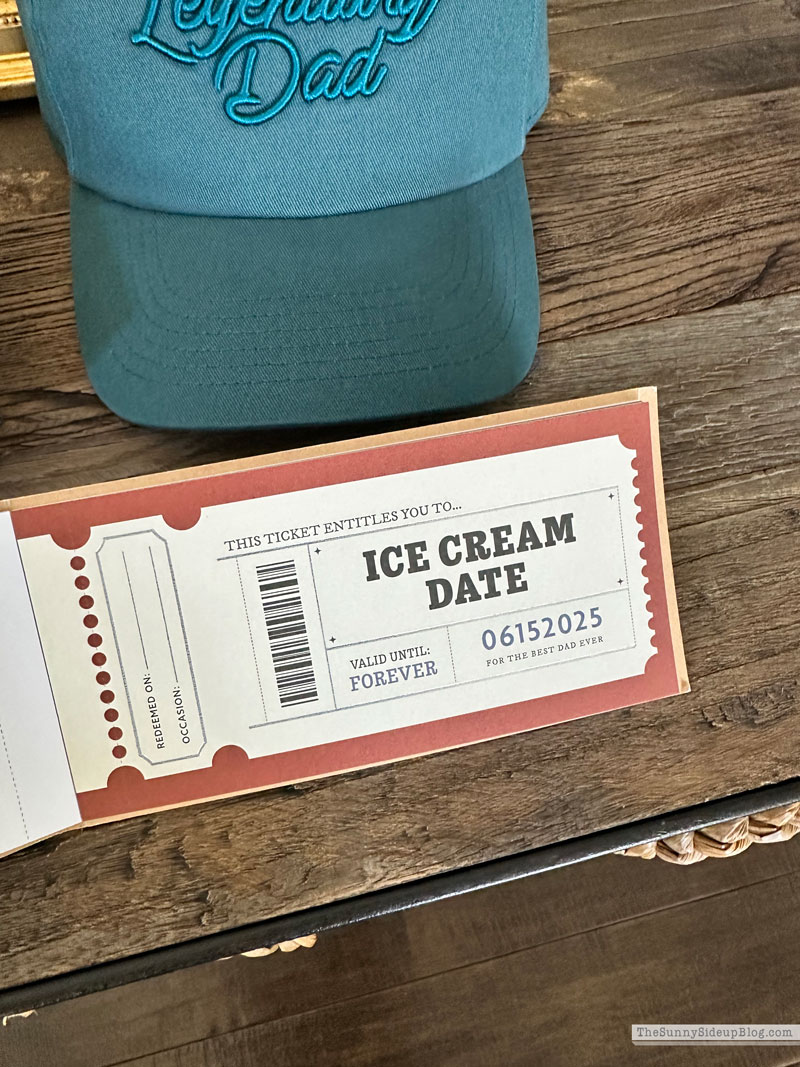 Legendary
Dad
THIS TICKET ENTITLES YOU TO...
ICE CREAM
DATE
VALID UNTIL:
FOREVER
06152025
FOR THE BEST DAD EVER
REDEEMED ON:
OCCASION:
TheSunnySideupBlog.com